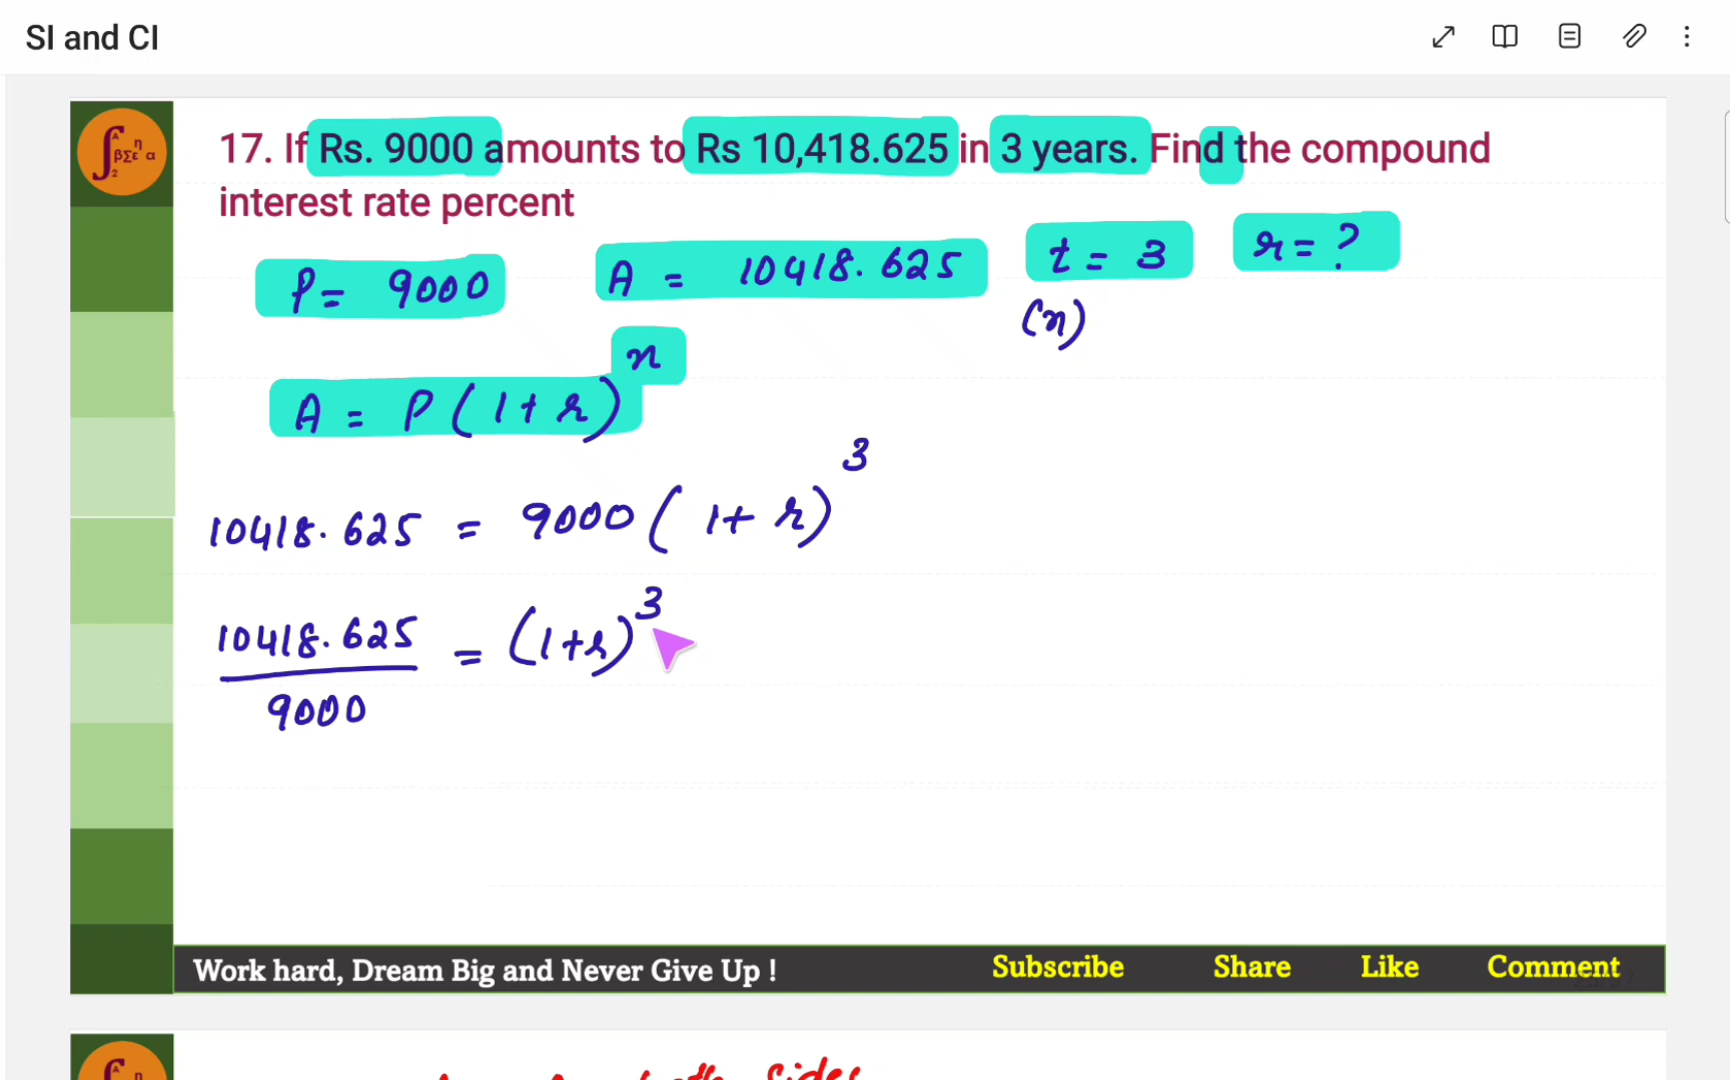 SI and CI
17. If Rs. 9000 amounts to Rs 10,418.625 in 3 years. Find the compound
interest rate percent
P = 9000 A = 10418.625 t = 3 r = ?
(n)
A = P(1+r)^n
10418.625 = 9000(1+r)^3
10418.625/9000 = (1+r)^3
Work hard, Dream Big and Never Give Up ! Subscribe Share Like Comment
both sides